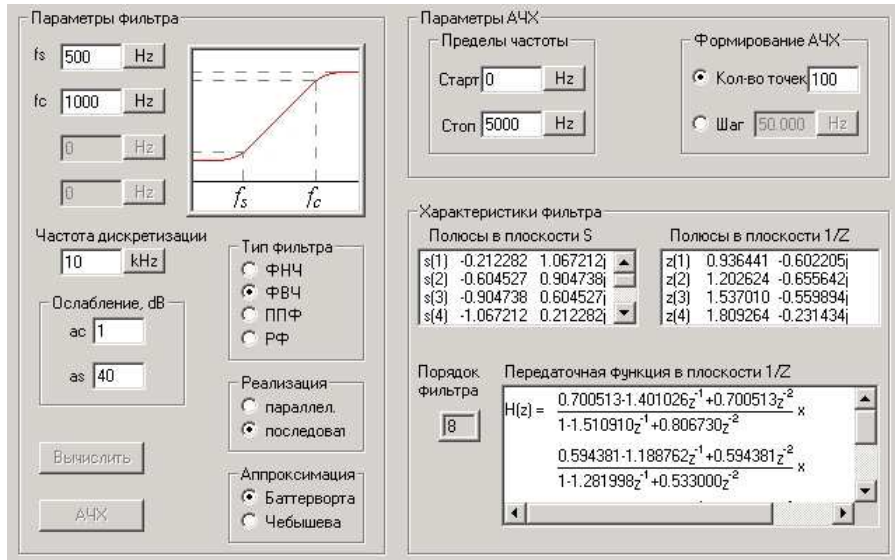 Параметры фильтра
fs 500 Hz
fc 1000 Hz
0 Hz
0 Hz
fs fc
Частота дискретизации
10 kHz
Ослабление, dB
ac 1
as 40
Вычислить
АЧХ
Тип фильтра
ФНЧ
ФВЧ
ППФ
РФ
Реализация
параллел.
последоват
Аппроксимация
Баттерворта
Чебышева
Параметры АЧХ
Пределы частоты
Старт 0 Hz
Стоп 5000 Hz
Формирование АЧХ
Кол-во точек 100
Шаг 50.000 Hz
Характеристики фильтра
Полюсы в плоскости S
s(1) -0.212282 1.067212j
s(2) -0.604527 0.904738j
s(3) -0.904738 0.604527j
s(4) -1.067212 0.212282j
Полюсы в плоскости 1/Z
z(1) 0.936441 -0.602205j
z(2) 1.202624 -0.655642j
z(3) 1.537010 -0.559894j
z(4) 1.809264 -0.231434j
Порядок
фильтра
8
Передаточная функция в плоскости 1/Z
H(z) =
0.700513-1.401026z⁻¹+0.700513z⁻²
x
1-1.510910z⁻¹+0.806730z⁻²
0.594381-1.188762z⁻¹+0.594381z⁻²
x
1-1.281998z⁻¹+0.533000z⁻²